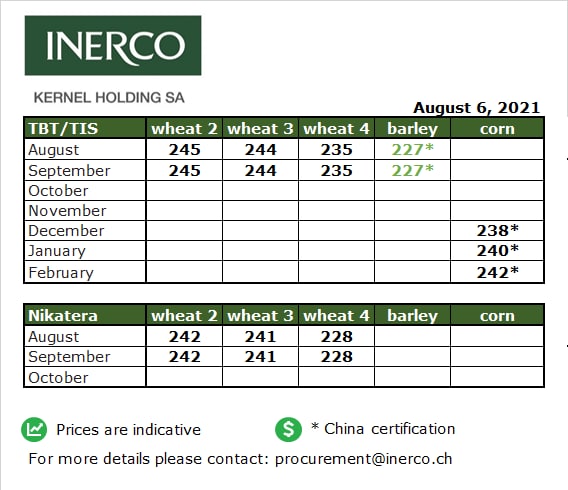 INERCO
KERNEL HOLDING SA
August 6, 2021
TBT/TIS wheat 2 wheat 3 wheat 4 barley corn
August 245 244 235 227*
September 245 244 235 227*
October
November
December 238*
January 240*
February 242*
Nikatera wheat 2 wheat 3 wheat 4 barley corn
August 242 241 228
September 242 241 228
October
Prices are indicative $ * China certification
For more details please contact: procurement@inerco.ch